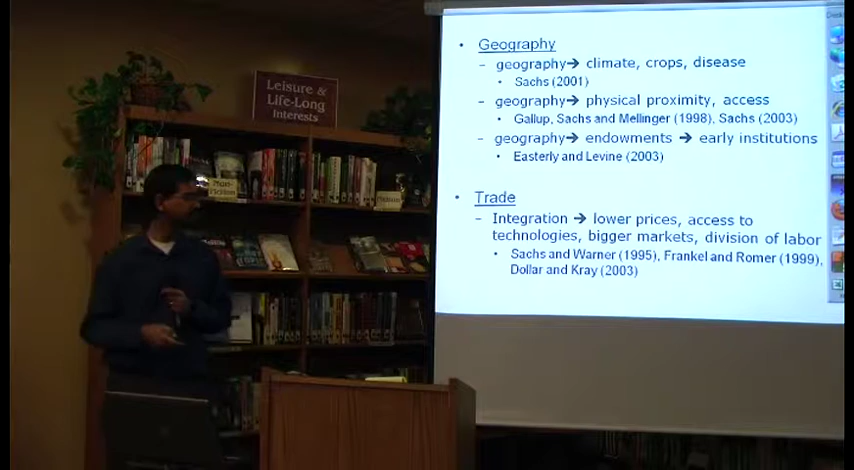 Leisure &
Life-Long
Interests
Non-
Fiction
• Geography
– geography→ climate, crops, disease
• Sachs (2001)
– geography→ physical proximity, access
• Gallup, Sachs and Mellinger (1998), Sachs (2003)
– geography→ endowments → early institutions
• Easterly and Levine (2003)
• Trade
– Integration → lower prices, access to
technologies, bigger markets, division of labor
• Sachs and Warner (1995), Frankel and Romer (1999),
Dollar and Kray (2003)